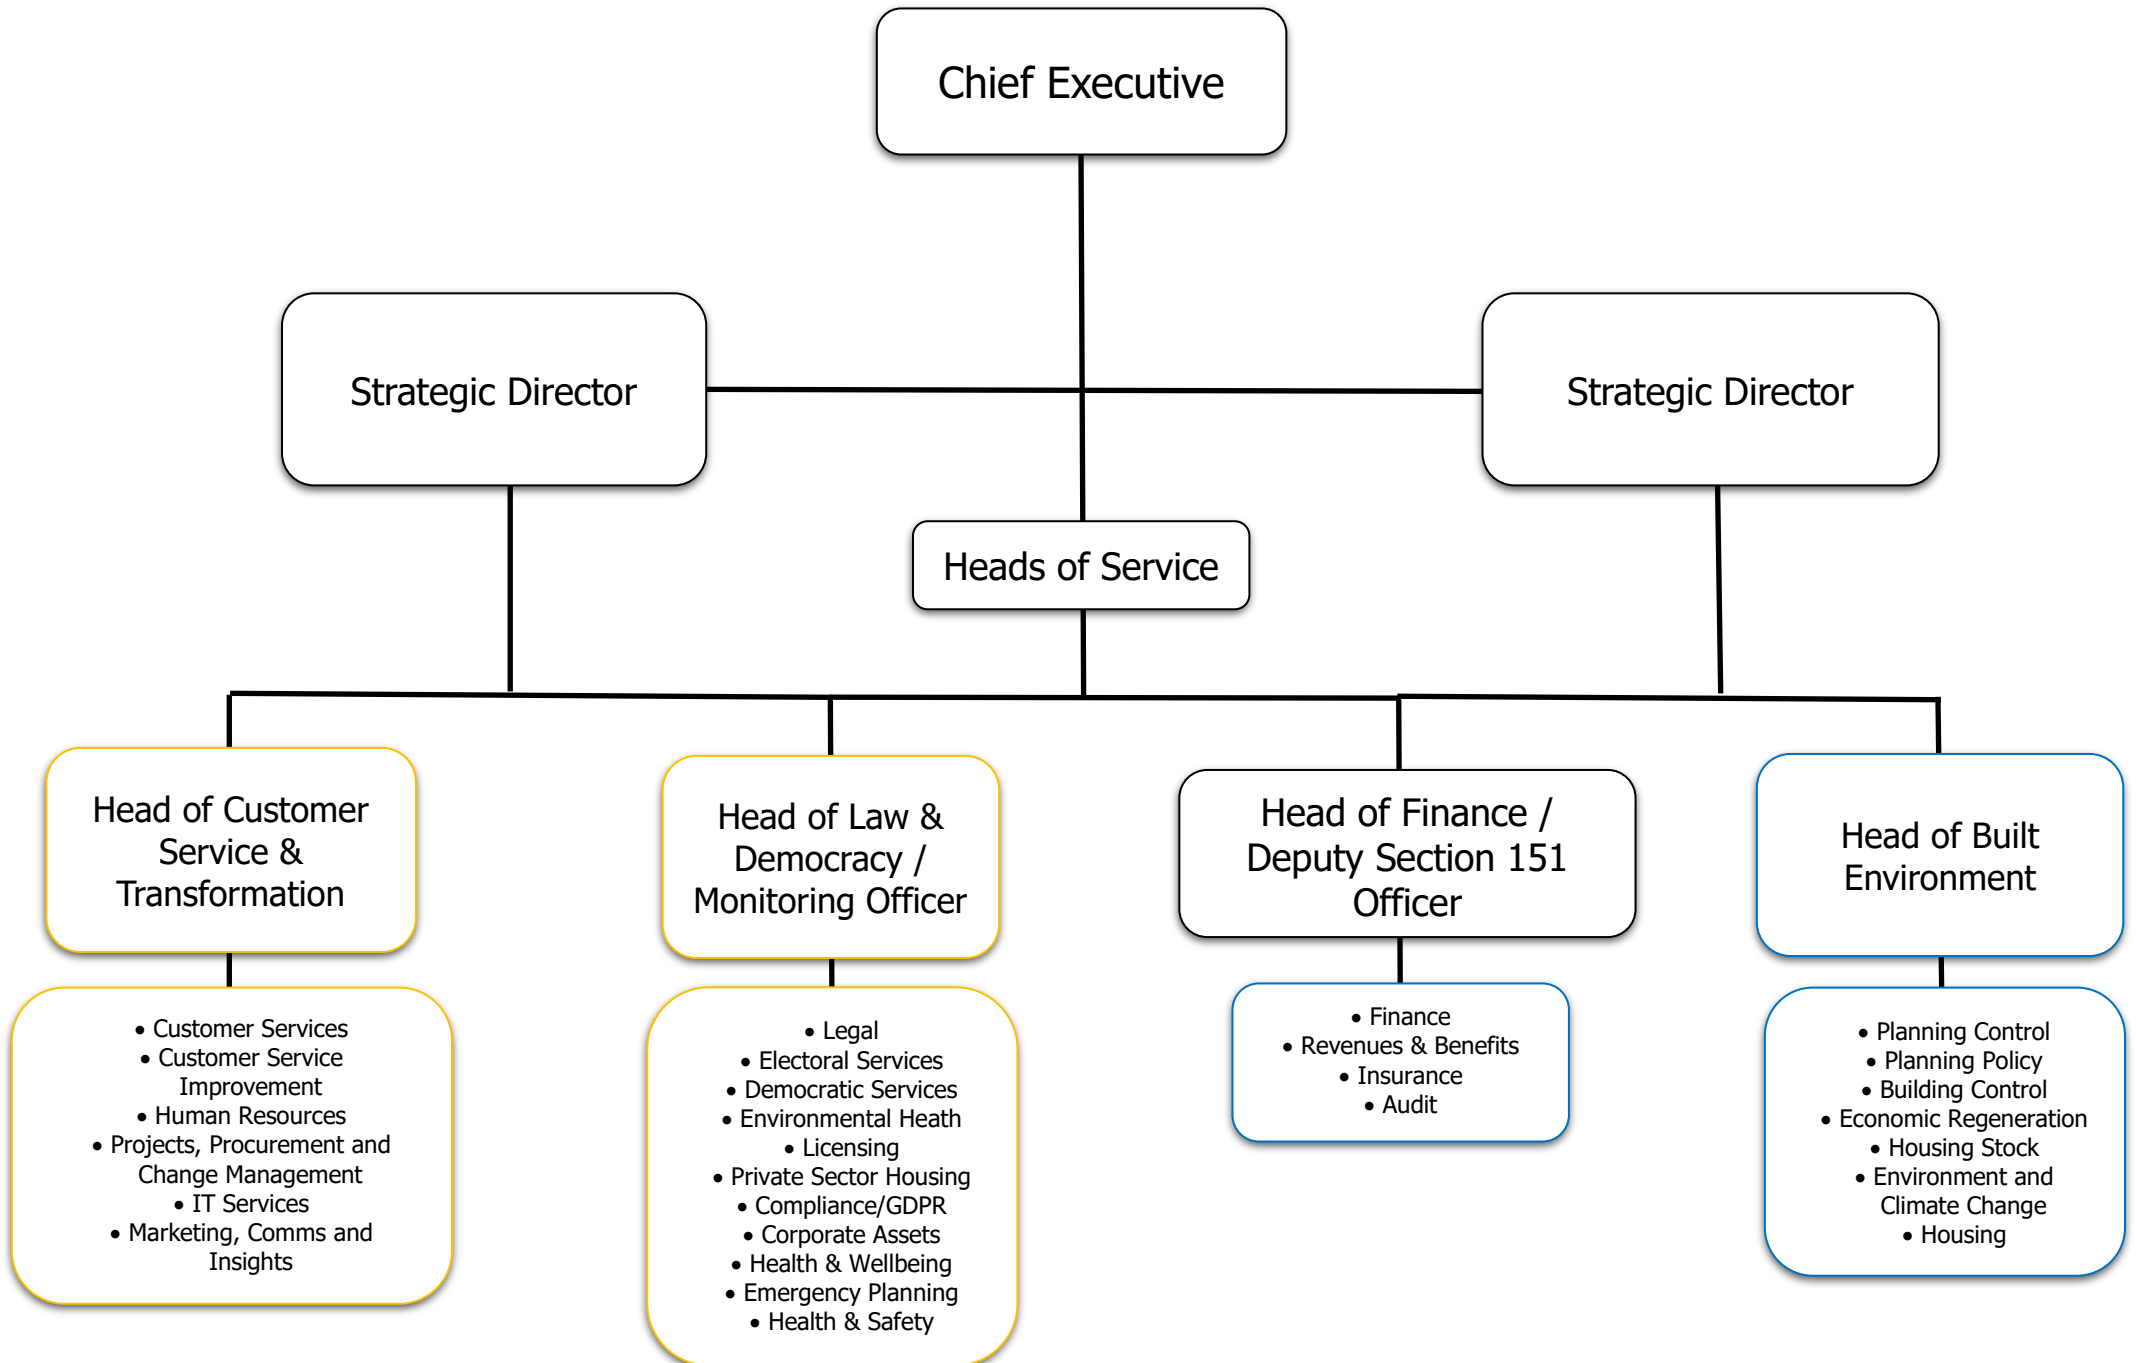 Chief Executive
Strategic Director
Strategic Director
Heads of Service
Head of Customer
Service &
Transformation
Head of Law &
Democracy /
Monitoring Officer
Head of Finance /
Deputy Section 151
Officer
Head of Built
Environment
• Customer Services
• Customer Service
Improvement
• Human Resources
• Projects, Procurement and
Change Management
• IT Services
• Marketing, Comms and
Insights
• Legal
• Electoral Services
• Democratic Services
• Environmental Heath
• Licensing
• Private Sector Housing
• Compliance/GDPR
• Corporate Assets
• Health & Wellbeing
• Emergency Planning
• Health & Safety
• Finance
• Revenues & Benefits
• Insurance
• Audit
• Planning Control
• Planning Policy
• Building Control
• Economic Regeneration
• Housing Stock
• Environment and
Climate Change
• Housing